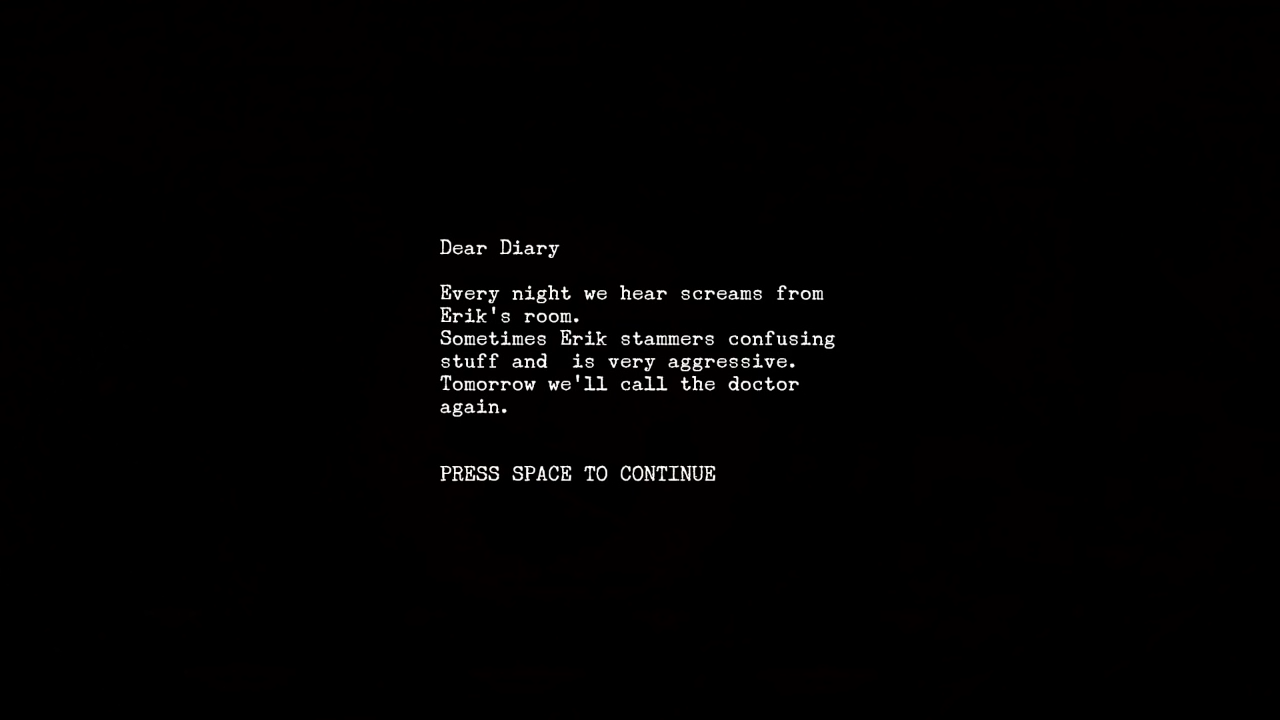 Dear Diary
Every night we hear screams from
Erik's room.
Sometimes Erik stammers confusing
stuff and  is very aggressive.
Tomorrow we'll call the doctor
again.
PRESS SPACE TO CONTINUE